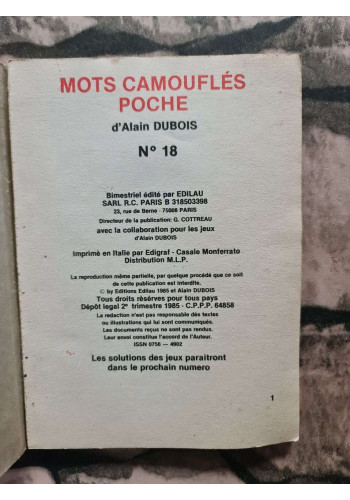 MOTS CAMOUFLÉS
POCHE
d'Alain DUBOIS
Nº 18
Bimestriel édité par EDILAU
SARL R.C. PARIS B 318503398
23, rue de Berne - 75008 PARIS
Directeur de la publication: G. COTTREAU
avec la collaboration pour les jeux
d'Alain DUBOIS
Imprimé en Italie par Edigraf - Casale Monferrato
Distribution M.L.P.
La reproduction même partielle, par quelque procédé que ce soit
de cette publication est interdite.
© by Editions Edilau 1985 et Alain DUBOIS
Tous droits réservés pour tous pays
Dépôt legal 2e trimestre 1985 - C.P.P.P. 64858
La redaction n'est pas responsable des textes
ou illustrations qui lui sont communiqués.
Les documents reçus ne sont pas rendus.
Leur envoi constitue l'accord de l'Auteur.
ISSN 0756 - 4902
Les solutions des jeux paraitront
dans le prochain numero
1